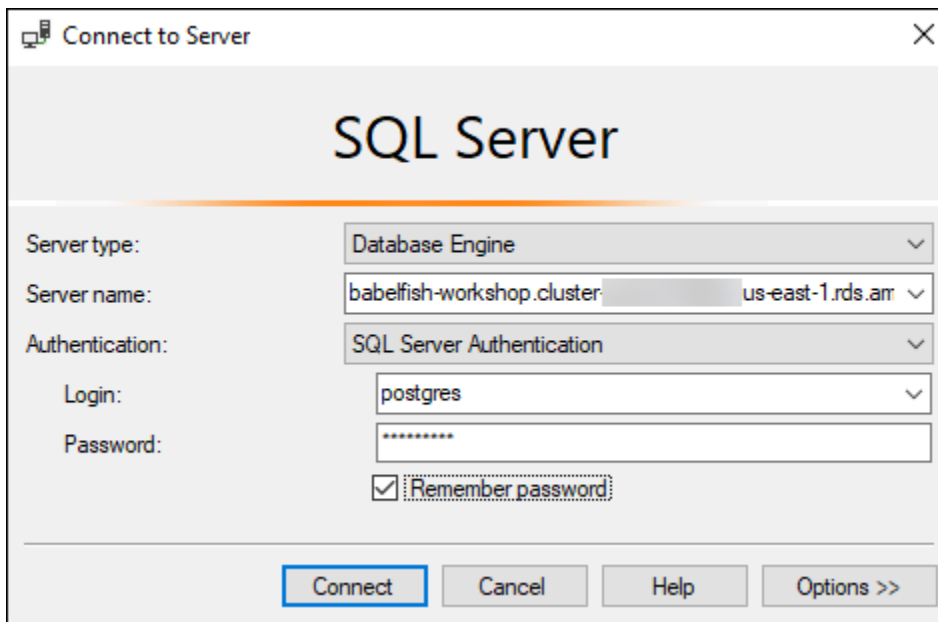 Connect to Server
SQL Server
Server type: Database Engine
Server name: babelfish-workshop.cluster- us-east-1.rds.am
Authentication: SQL Server Authentication
Login: postgres
Password: *********
Remember password
Connect Cancel Help Options >>